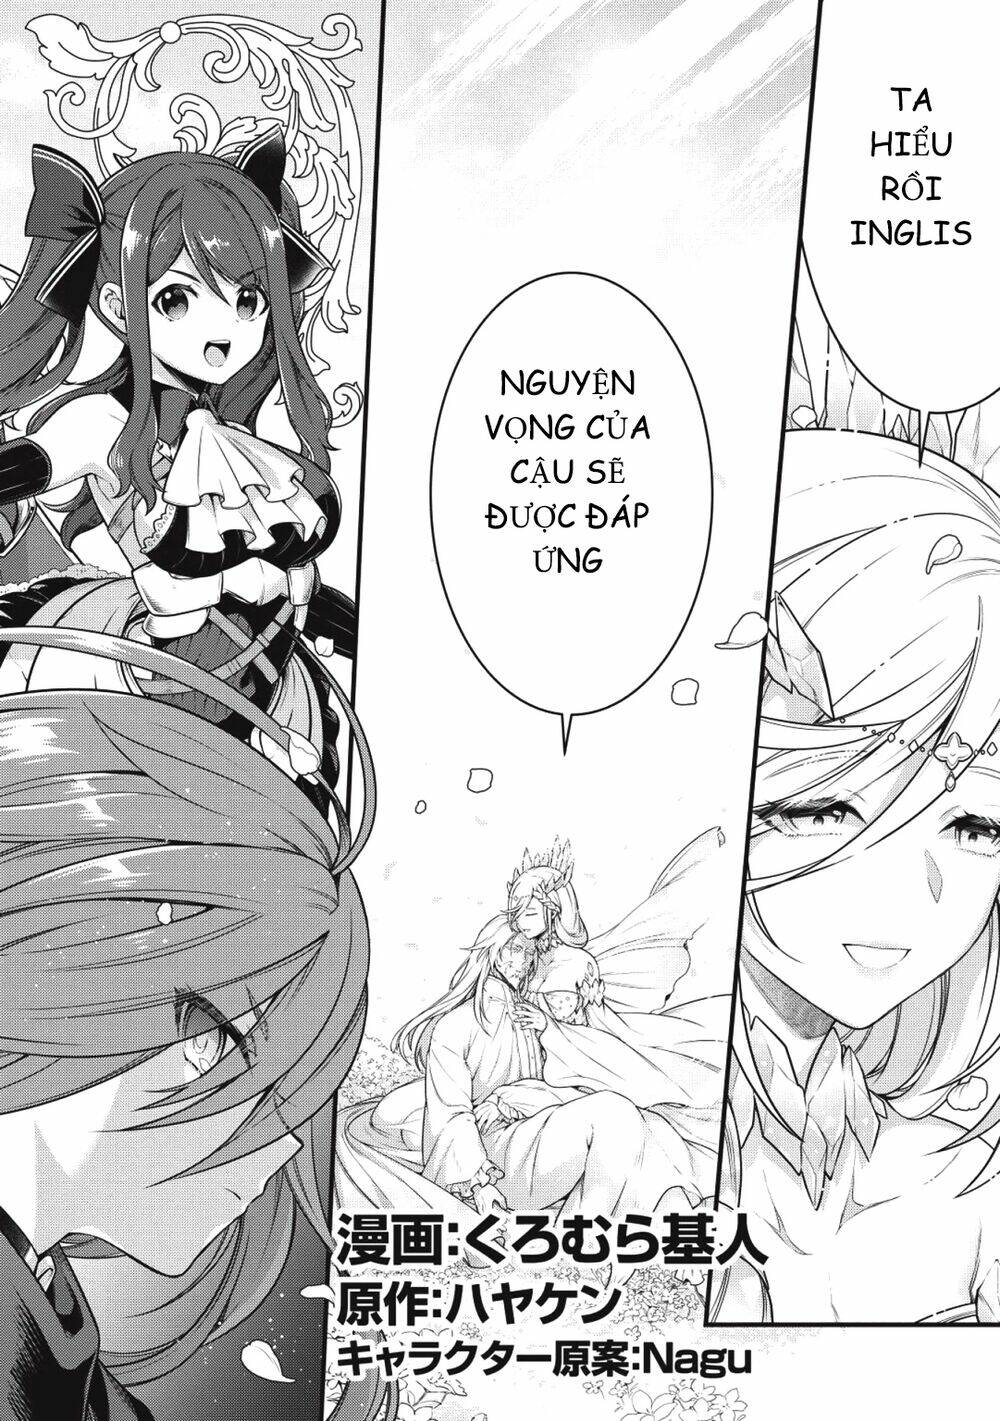 TA
HIỂU
RỒI
INGLIS
NGUYỆN
VỌNG CỦA
CẬU SẼ
ĐƯỢC ĐÁP
ỨNG
漫画:くろむら基人
原作:ハヤケン
キャラクター原案:Nagu